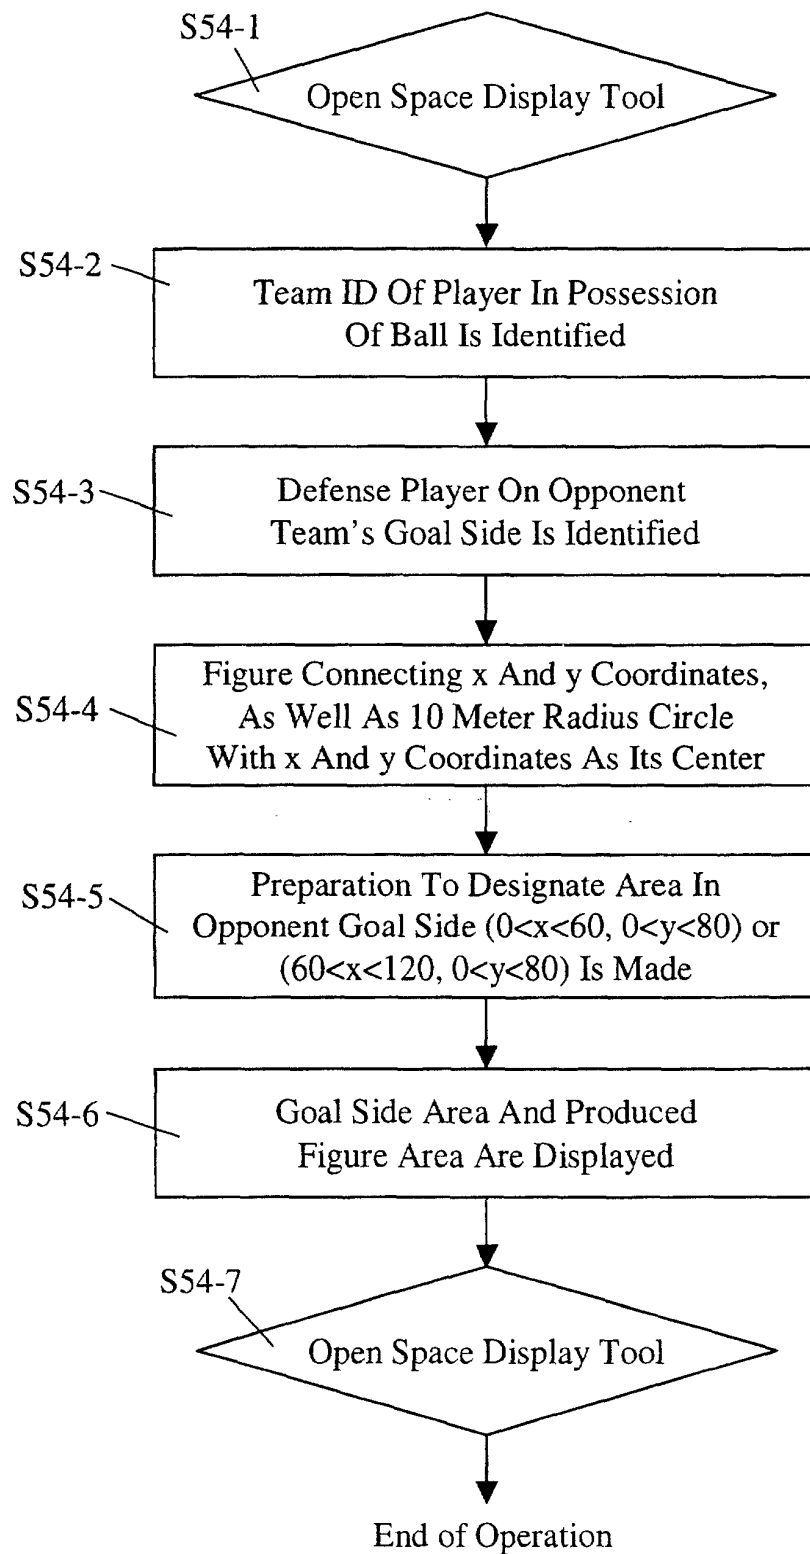 S54-1
Open Space Display Tool
S54-2
Team ID Of Player In Possession
Of Ball Is Identified
S54-3
Defense Player On Opponent
Team's Goal Side Is Identified
S54-4
Figure Connecting x And y Coordinates,
As Well As 10 Meter Radius Circle
With x And y Coordinates As Its Center
S54-5
Preparation To Designate Area In
Opponent Goal Side (0<x<60, 0<y<80) or
(60<x<120, 0<y<80) Is Made
S54-6
Goal Side Area And Produced
Figure Area Are Displayed
S54-7
Open Space Display Tool
End of Operation